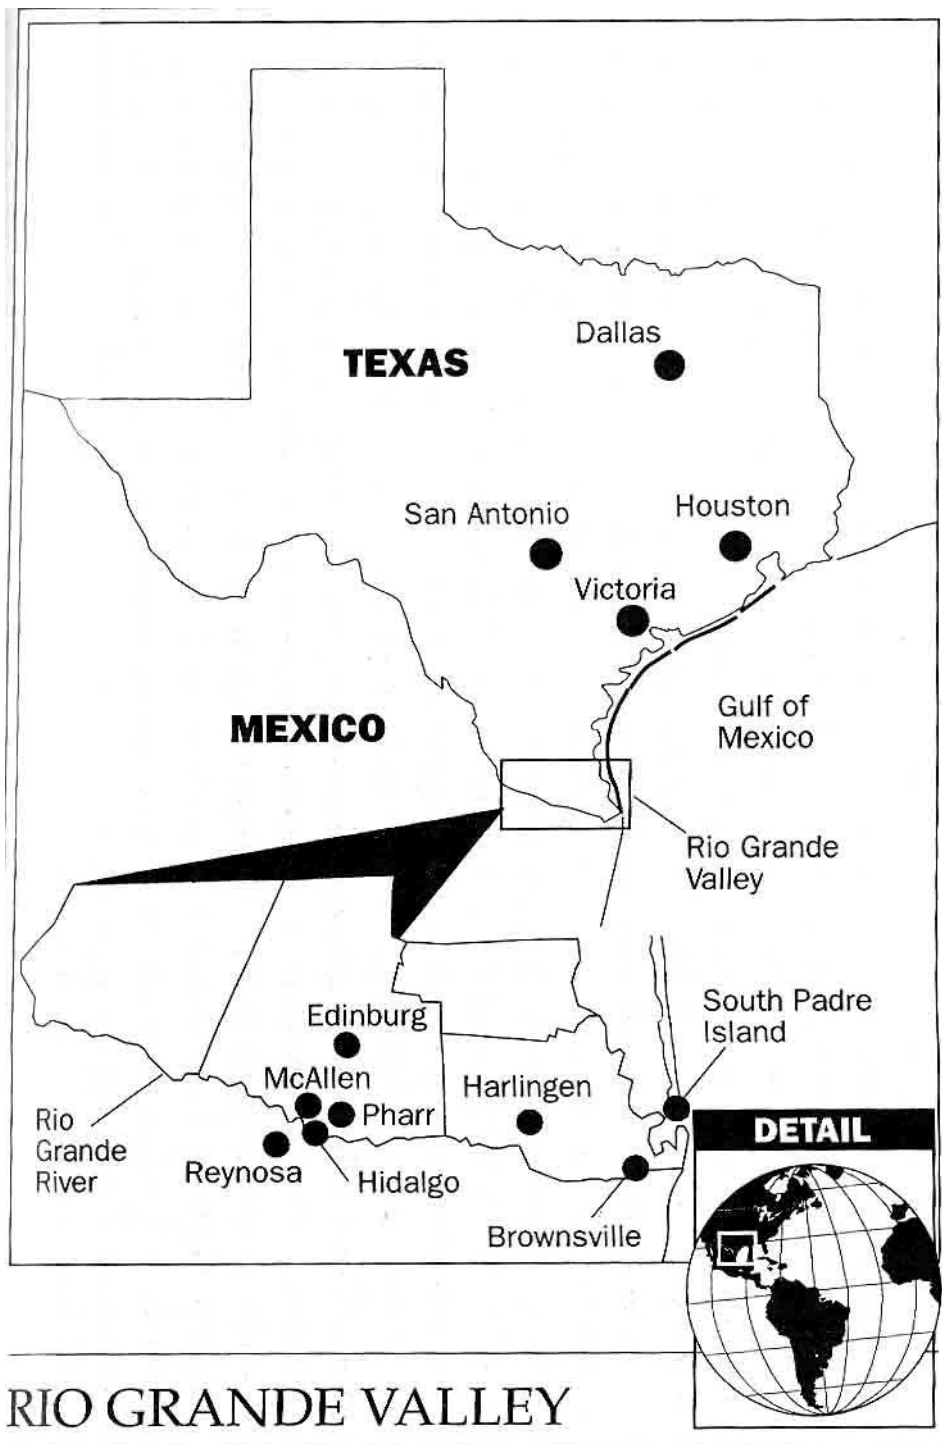 Dallas
TEXAS
San Antonio
Houston
Victoria
Gulf of
Mexico
MEXICO
Rio Grande
Valley
South Padre
Island
Edinburg
McAllen
Harlingen
Pharr
Rio
Grande
River
Reynosa
Hidalgo
Brownsville
DETAIL
RIO GRANDE VALLEY